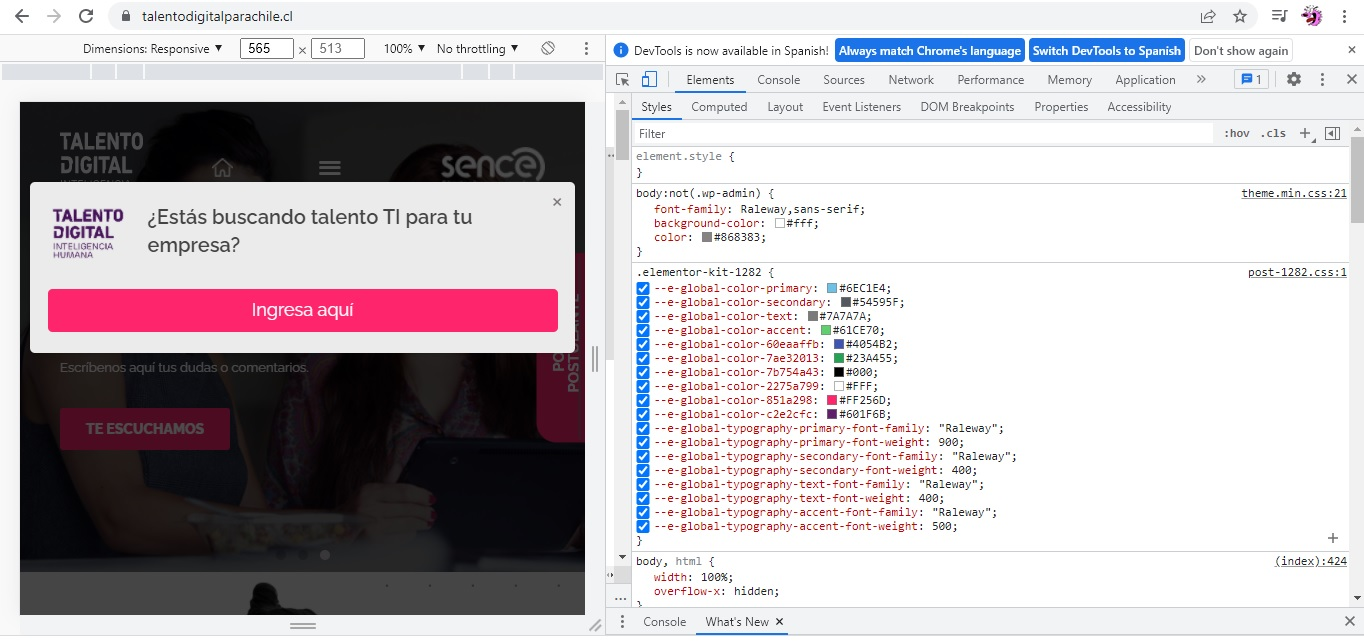 talentodigitalparachile.cl
Dimensions: Responsive ▼ 565 × 513 100% ▼ No throttling ▼
DevTools is now available in Spanish! Always match Chrome's language Switch DevTools to Spanish Don't show again ×
Elements Console Sources Network Performance Memory Application » 1
Styles Computed Layout Event Listeners DOM Breakpoints Properties Accessibility
Filter :hov .cls +
TALENTO
DIGITAL
INTELIGENCIA
sence
×
TALENTO
DIGITAL
INTELIGENCIA
HUMANA
¿Estás buscando talento TI para tu
empresa?
Ingresa aquí
Escríbenos aquí tus dudas o comentarios.
POSTULANTE
TE ESCUCHAMOS
element.style {
}
body:not(.wp-admin) { theme.min.css:21
font-family: Raleway,sans-serif;
background-color: #fff;
color: #868383;
}
.elementor-kit-1282 { post-1282.css:1
--e-global-color-primary: #6EC1E4;
--e-global-color-secondary: #54595F;
--e-global-color-text: #7A7A7A;
--e-global-color-accent: #61CE70;
--e-global-color-60eaaffb: #4054B2;
--e-global-color-7ae32013: #23A455;
--e-global-color-7b754a43: #000;
--e-global-color-2275a799: #FFF;
--e-global-color-851a298: #FF256D;
--e-global-color-c2e2cfc: #601F6B;
--e-global-typography-primary-font-family: "Raleway";
--e-global-typography-primary-font-weight: 900;
--e-global-typography-secondary-font-family: "Raleway";
--e-global-typography-secondary-font-weight: 400;
--e-global-typography-text-font-family: "Raleway";
--e-global-typography-text-font-weight: 400;
--e-global-typography-accent-font-family: "Raleway";
--e-global-typography-accent-font-weight: 500;
}
body, html { (index):424
width: 100%;
overflow-x: hidden;
}
...
Console What's New ×